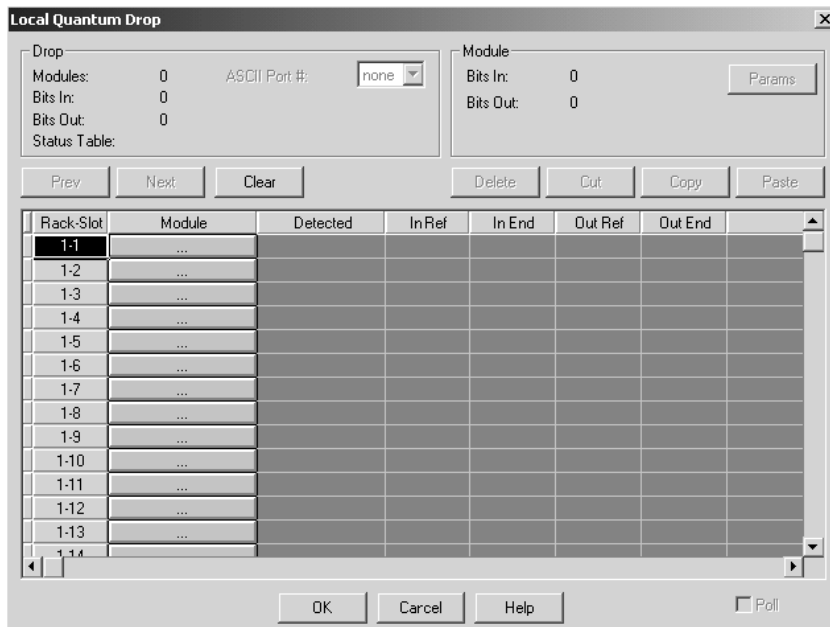 Local Quantum Drop
Drop
Modules: 0 ASCII Port #: none
Bits In: 0
Bits Out: 0
Status Table:
Module
Bits In: 0
Bits Out: 0
Params
Prev Next Clear Delete Cut Copy Paste
Rack-Slot Module Detected In Ref In End Out Ref Out End
1-1 ...
1-2 ...
1-3 ...
1-4 ...
1-5 ...
1-6 ...
1-7 ...
1-8 ...
1-9 ...
1-10 ...
1-11 ...
1-12 ...
1-13 ...
1-14
OK Carcel Help Poll